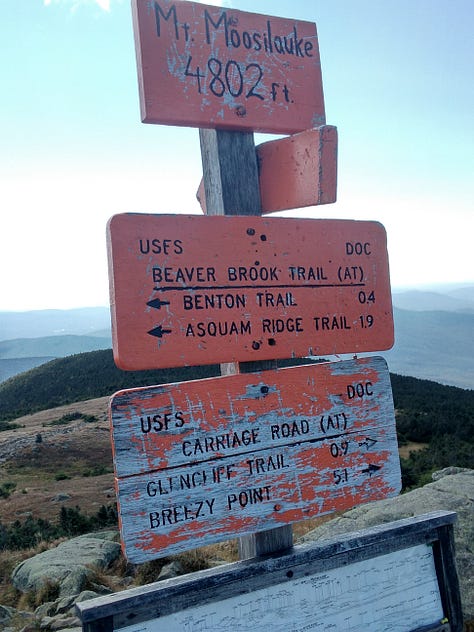 Mt. Moosilauke
4802 ft.
USFS DOC
BEAVER BROOK TRAIL (AT)
BENTON TRAIL 0.4
ASQUAM RIDGE TRAIL 1.9
USFS DOC
CARRIAGE ROAD (AT)
GLENCLIFF TRAIL 0.9
BREEZY POINT 5.1